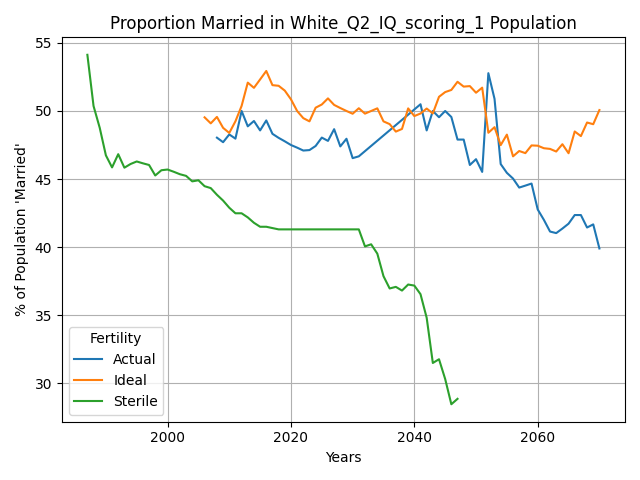 Proportion Married in White_Q2_IQ_scoring_1 Population
% of Population 'Married'
55
50
45
40
35
30
Fertility
Actual
Ideal
Sterile
2000
2020
2040
2060
Years